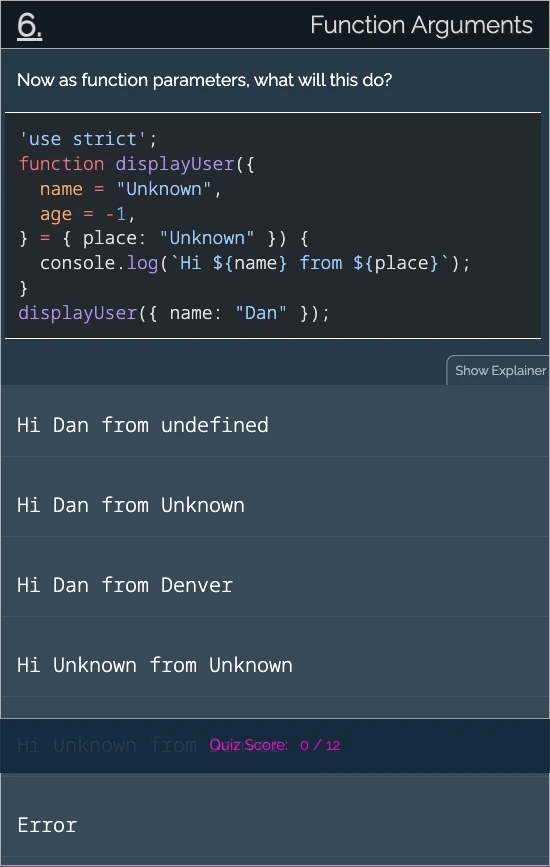 6.
Function Arguments
Now as function parameters, what will this do?
'use strict';
function displayUser({
  name = "Unknown",
  age = -1,
} = { place: "Unknown" }) {
  console.log(`Hi ${name} from ${place}`);
}
displayUser({ name: "Dan" });
Show Explainer
Hi Dan from undefined
Hi Dan from Unknown
Hi Dan from Denver
Hi Unknown from Unknown
Hi Unknown from
Quiz Score: 0 / 12
Error